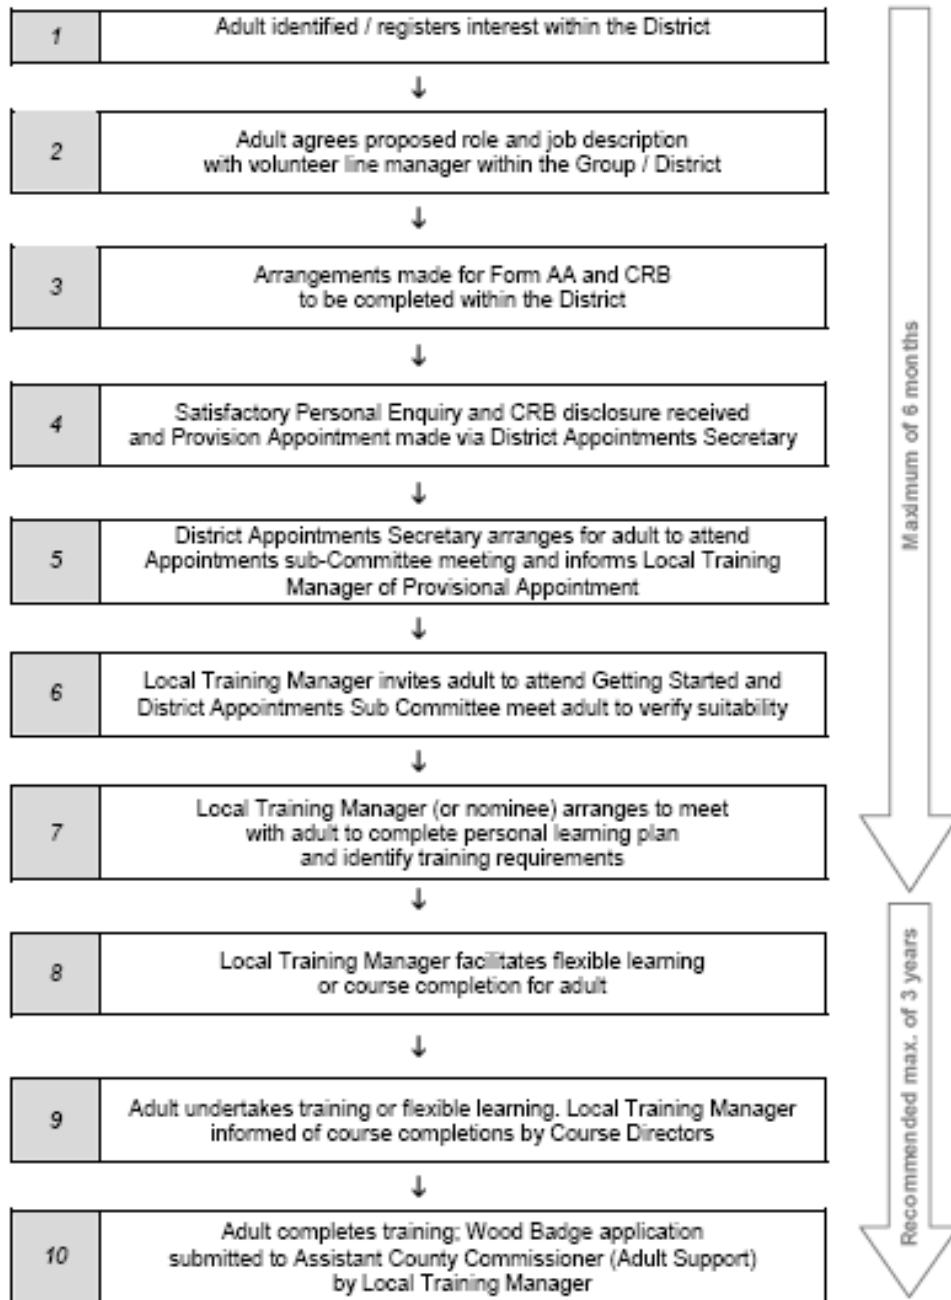 1
Adult identified / registers interest within the District
↓
2
Adult agrees proposed role and job description
with volunteer line manager within the Group / District
↓
3
Arrangements made for Form AA and CRB
to be completed within the District
↓
4
Satisfactory Personal Enquiry and CRB disclosure received
and Provision Appointment made via District Appointments Secretary
↓
5
District Appointments Secretary arranges for adult to attend
Appointments sub-Committee meeting and informs Local Training
Manager of Provisional Appointment
↓
6
Local Training Manager invites adult to attend Getting Started and
District Appointments Sub Committee meet adult to verify suitability
↓
7
Local Training Manager (or nominee) arranges to meet
with adult to complete personal learning plan
and identify training requirements
↓
8
Local Training Manager facilitates flexible learning
or course completion for adult
↓
9
Adult undertakes training or flexible learning. Local Training Manager
informed of course completions by Course Directors
↓
10
Adult completes training; Wood Badge application
submitted to Assistant County Commissioner (Adult Support)
by Local Training Manager
Maximum of 6 months
Recommended max. of 3 years